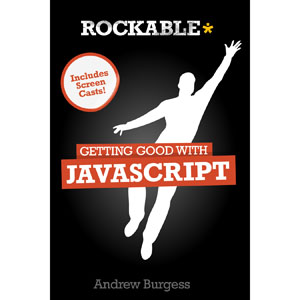 ROCKABLE*
Includes
Screen
Casts!
GETTING GOOD WITH
JAVASCRIPT
Andrew Burgess